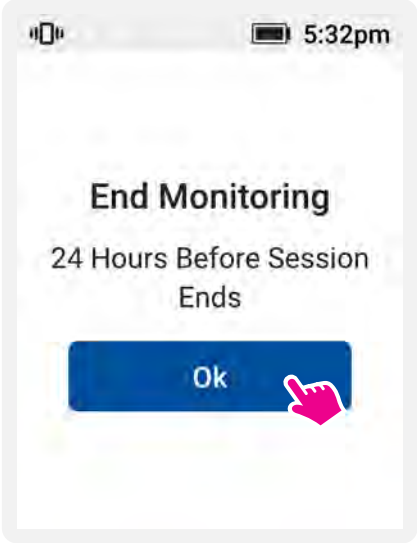 5:32pm
End Monitoring
24 Hours Before Session
Ends
Ok